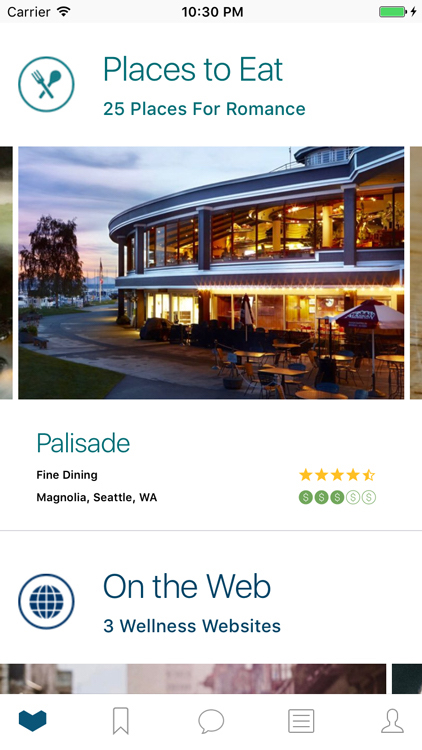 Carrier 10:30 PM
Places to Eat
25 Places For Romance
Palisade
Fine Dining
Magnolia, Seattle, WA
$ $ $ $ $
On the Web
3 Wellness Websites